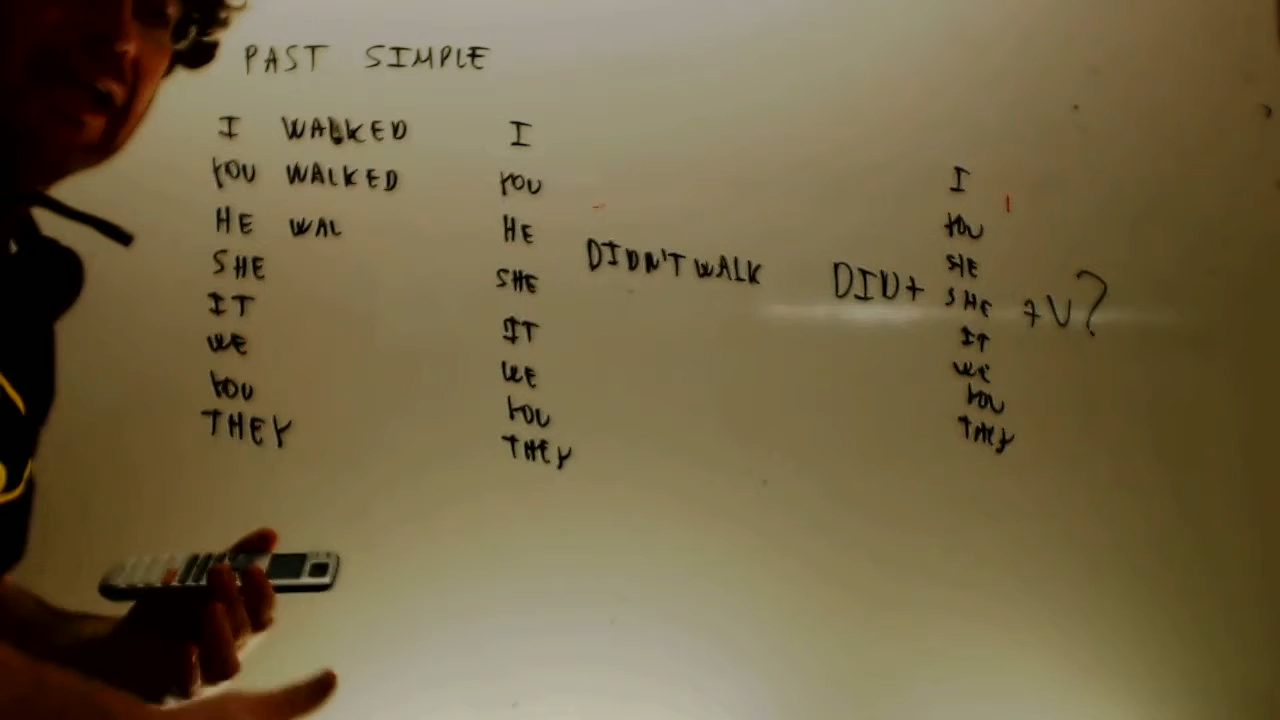 PAST SIMPLE
I WALKED
YOU WALKED
HE WAL
SHE
IT
WE
YOU
THEY
I
YOU
HE
SHE
IT
WE
YOU
THEY
DIDN'T WALK
DID+
I
YOU
SHE
SHE
IT
WE
YOU
THEY
+V?